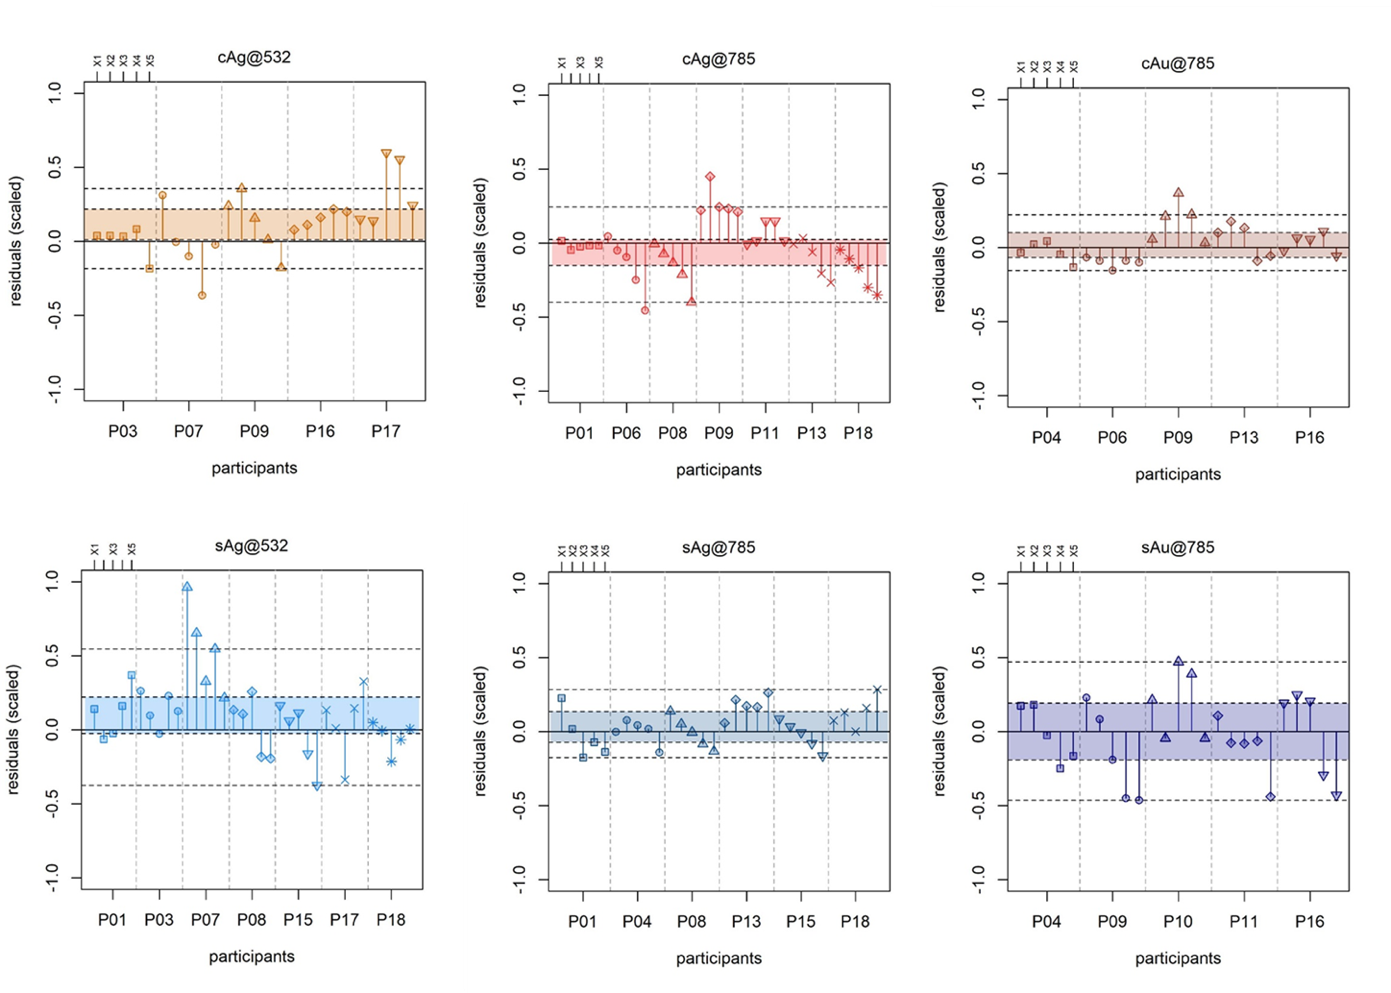 cAg@532
X1 X2 X3 X4 X5
residuals (scaled)
1.0
0.5
0.0
-0.5
-1.0
P03 P07 P09 P16 P17
participants
cAg@785
X1 X3 X5
residuals (scaled)
1.0
0.5
0.0
-0.5
-1.0
P01 P06 P08 P09 P11 P13 P18
participants
cAu@785
X1 X2 X3 X4 X5
residuals (scaled)
1.0
0.5
0.0
-0.5
-1.0
P04 P06 P09 P13 P16
participants
sAg@532
X1 X3 X5
residuals (scaled)
1.0
0.5
0.0
-0.5
-1.0
P01 P03 P07 P08 P15 P17 P18
participants
sAg@785
X1 X2 X3 X4 X5
residuals (scaled)
1.0
0.5
0.0
-0.5
-1.0
P01 P04 P08 P13 P15 P18
participants
sAu@785
X1 X2 X3 X4 X5
residuals (scaled)
1.0
0.5
0.0
-0.5
-1.0
P04 P09 P10 P11 P16
participants